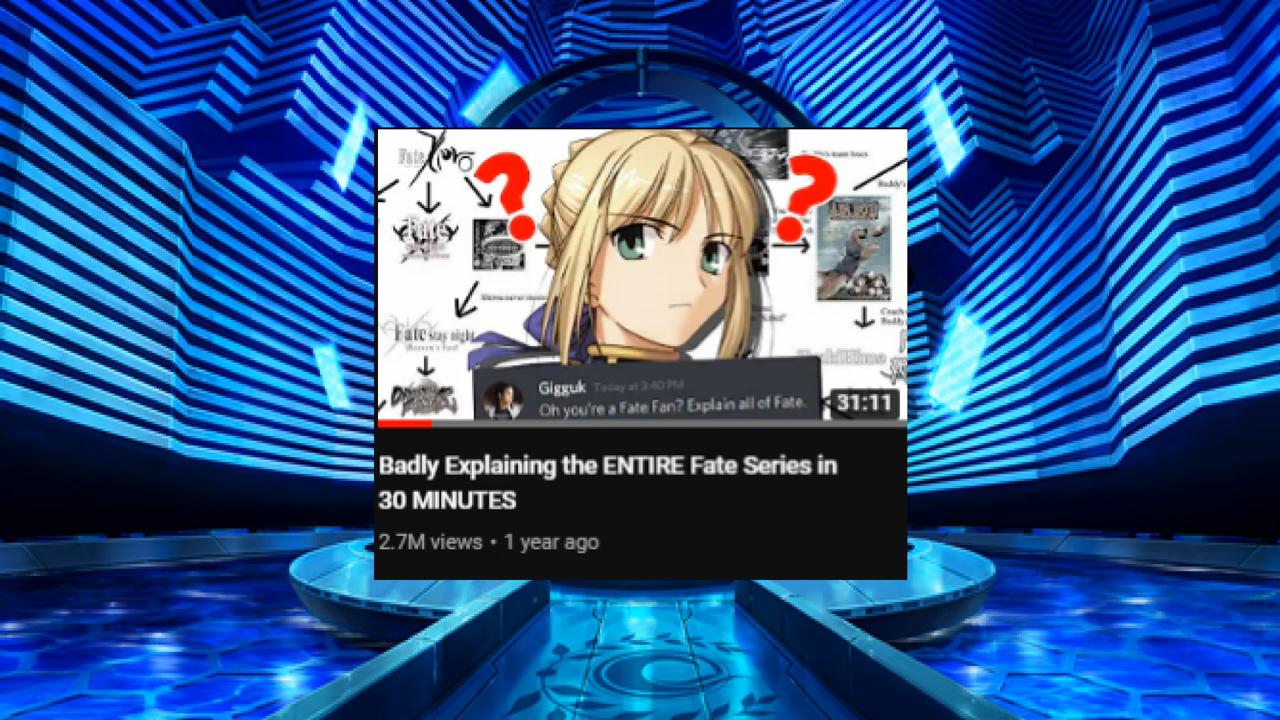 Fate
Fate
Fate/stay night
Heaven's Feel
Gigguk Today at 3:40 PM
Oh you're a Fate Fan? Explain all of Fate.
31:11
Badly Explaining the ENTIRE Fate Series in
30 MINUTES
2.7M views • 1 year ago